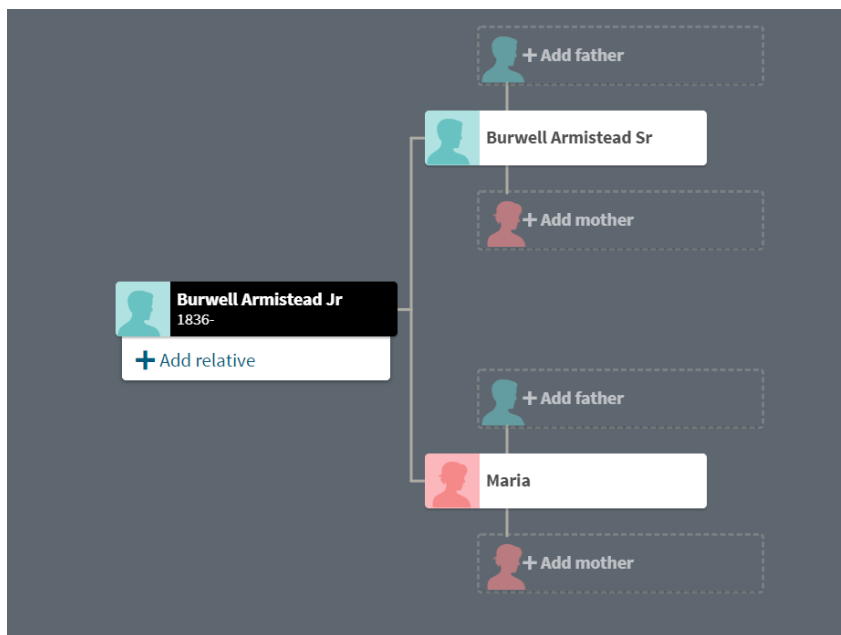 + Add father
Burwell Armistead Sr
+ Add mother
Burwell Armistead Jr
1836-
+ Add relative
+ Add father
Maria
+ Add mother